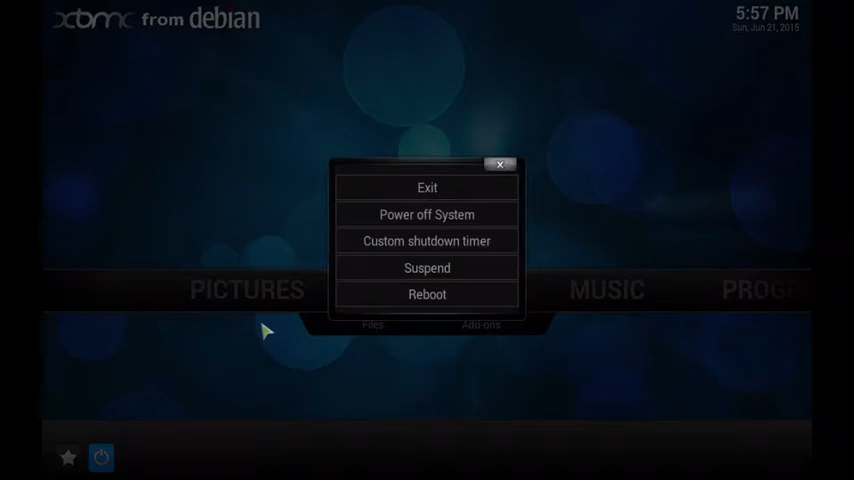 xbmc from debian
5:57 PM
Sun, Jun 21, 2015
x
Exit
Power off System
Custom shutdown timer
Suspend
Reboot
PICTURES
MUSIC
PROGR
Files
Add-ons